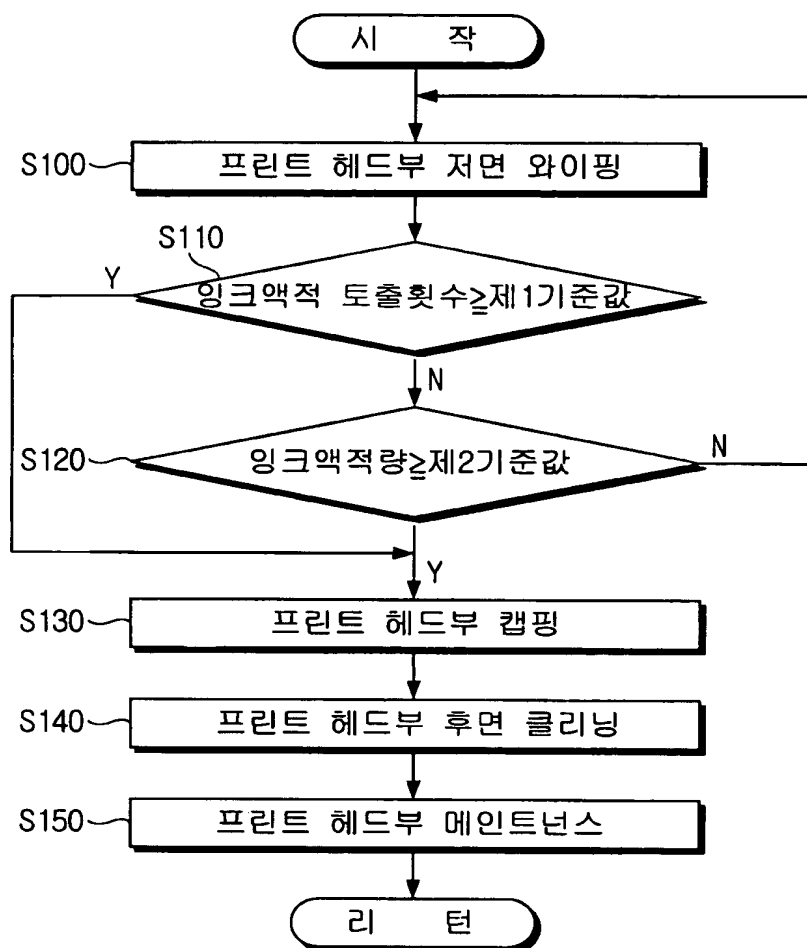 시 작
S100 프린트 헤드부 저면 와이핑
S110
Y
잉크액적 토출횟수≧제1기준값
N
S120 잉크액적량≧제2기준값 N
Y
S130 프린트 헤드부 캡핑
S140 프린트 헤드부 후면 클리닝
S150 프린트 헤드부 메인트넌스
리 턴